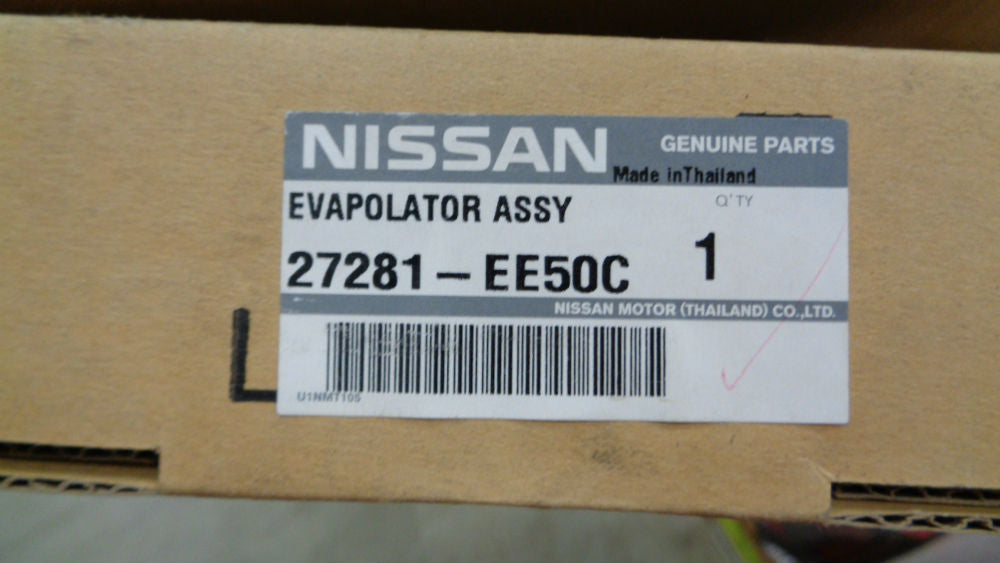 NISSAN GENUINE PARTS
Made inThailand
EVAPOLATOR ASSY Q'TY
27281-EE50C 1
NISSAN MOTOR (THAILAND) CO.,LTD.
U1NMT105